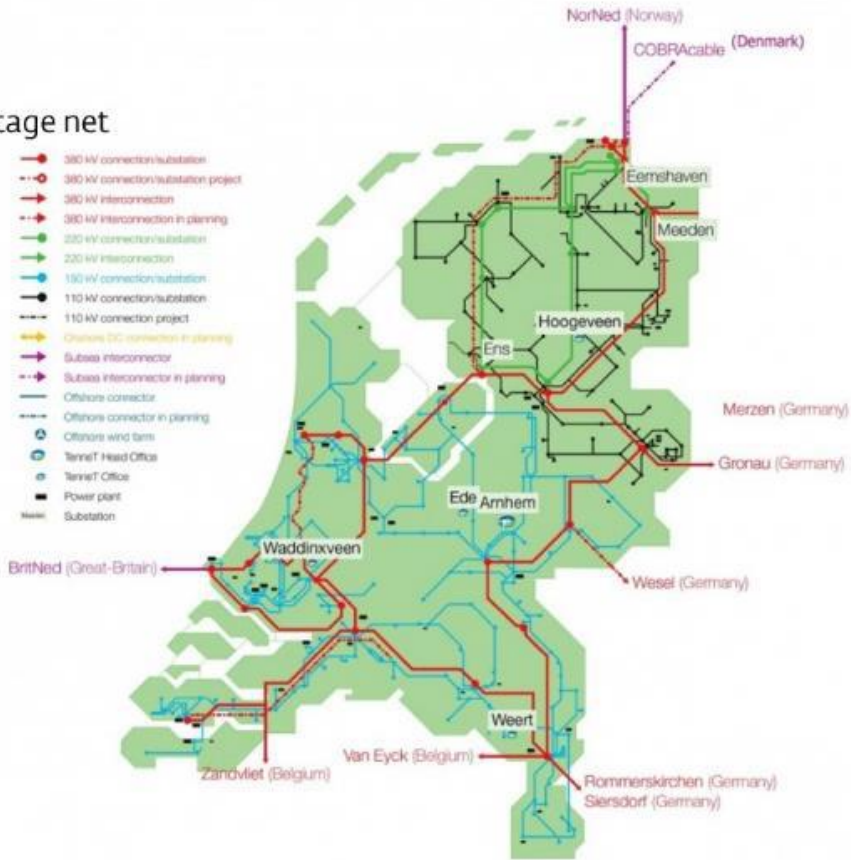 NorNed (Norway)
COBRAcable (Denmark)
tage net
380 kV connection/substation
380 kV connection/substation project
380 kV interconnection
380 kV interconnection in planning
220 kV connection/substation
220 kV interconnection
150 kV connection/substation
110 kV connection/substation
110 kV connection project
Onshore DC connection in planning
Subsea interconnector
Subsea interconnector in planning
Offshore connector
Offshore connector in planning
Offshore wind farm
TenneT Head Office
TenneT Office
Power plant
Substation
Eemshaven
Meeden
Hoogeveen
Ens
Merzen (Germany)
Gronau (Germany)
Ede
Arnhem
Waddinxveen
BritNed (Great-Britain)
Wesel (Germany)
Weert
Van Eyck (Belgium)
Zandvliet (Belgium)
Rommerskirchen (Germany)
Siersdorf (Germany)